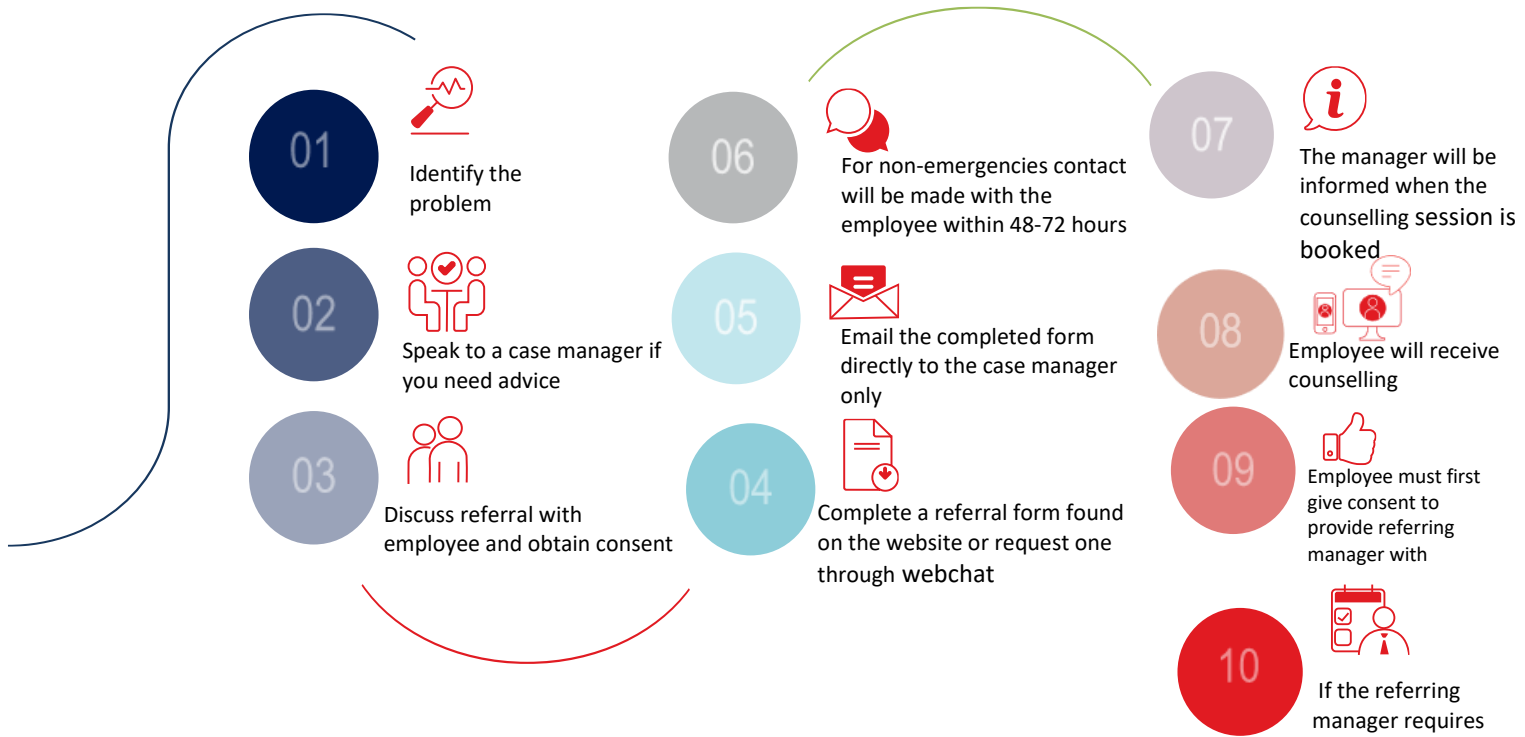 01
Identify the
problem
02
Speak to a case manager if
you need advice
03
Discuss referral with
employee and obtain consent
04
Complete a referral form found
on the website or request one
through webchat
05
Email the completed form
directly to the case manager
only
06
For non-emergencies contact
will be made with the
employee within 48-72 hours
07
i
The manager will be
informed when the
counselling session is
booked
08
Employee will receive
counselling
09
Employee must first
give consent to
provide referring
manager with
10
If the referring
manager requires